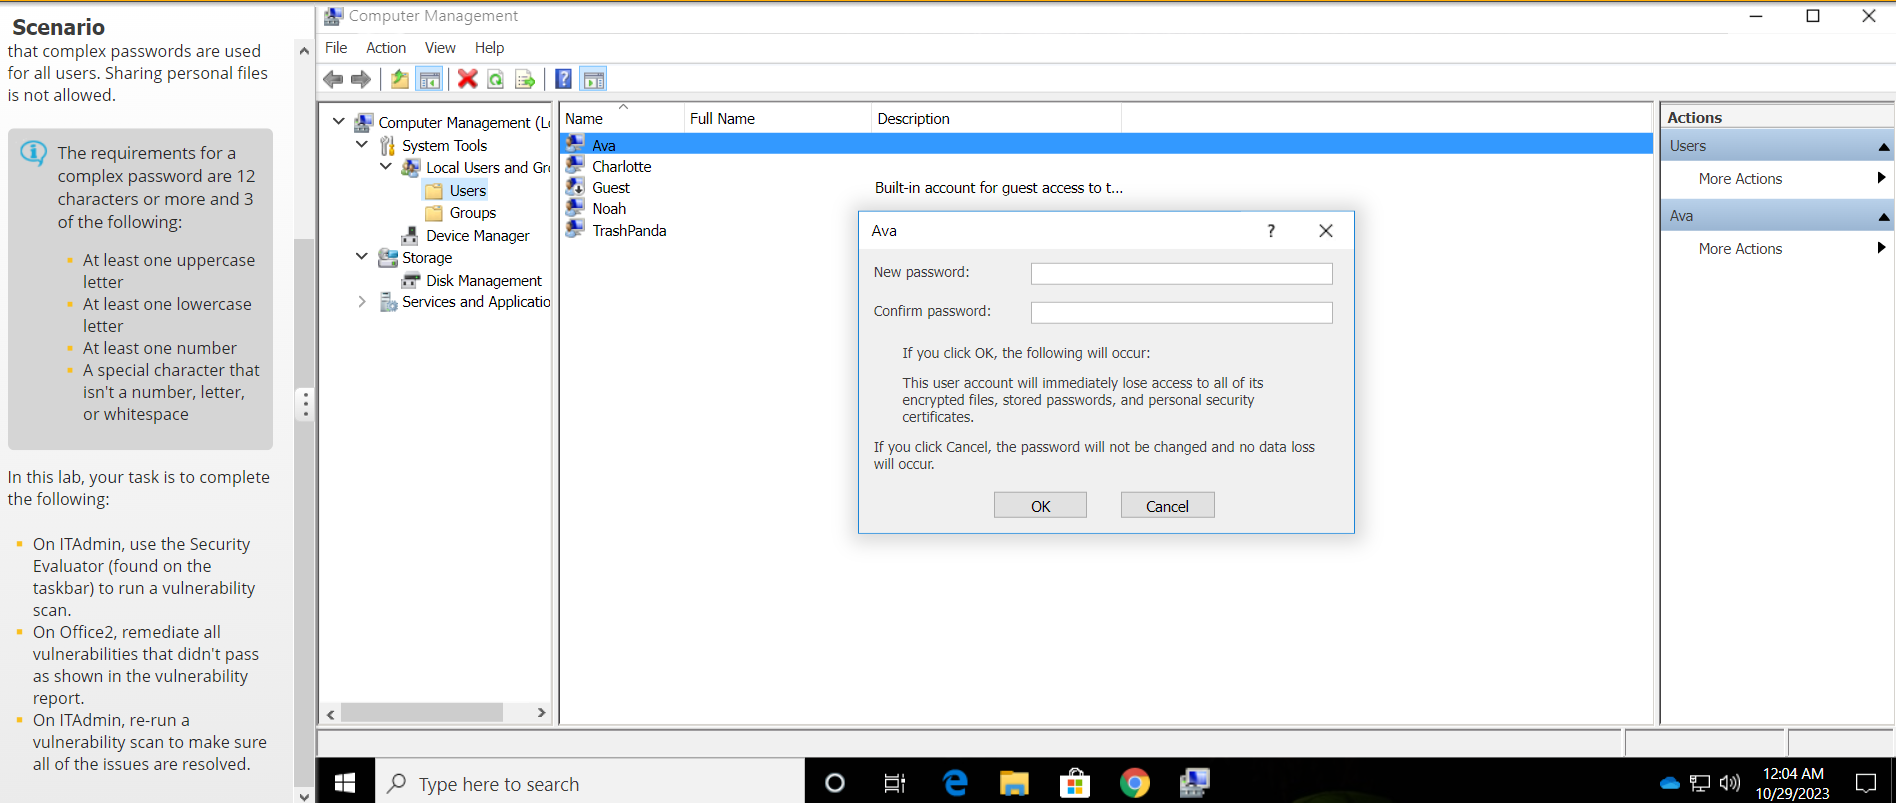 Scenario
that complex passwords are used
for all users. Sharing personal files
is not allowed.
The requirements for a
complex password are 12
characters or more and 3
of the following:
At least one uppercase
letter
At least one lowercase
letter
At least one number
A special character that
isn't a number, letter,
or whitespace
In this lab, your task is to complete
the following:
On ITAdmin, use the Security
Evaluator (found on the
taskbar) to run a vulnerability
scan.
On Office2, remediate all
vulnerabilities that didn't pass
as shown in the vulnerability
report.
On ITAdmin, re-run a
vulnerability scan to make sure
all of the issues are resolved.
Computer Management
File Action View Help
Computer Management (L
System Tools
Local Users and Gr
Users
Groups
Device Manager
Storage
Disk Management
Services and Applicatio
Name Full Name Description
Ava
Charlotte
Guest Built-in account for guest access to t...
Noah
TrashPanda
Ava ?
New password:
Confirm password:
If you click OK, the following will occur:
This user account will immediately lose access to all of its
encrypted files, stored passwords, and personal security
certificates.
If you click Cancel, the password will not be changed and no data loss
will occur.
OK Cancel
Actions
Users
More Actions
Ava
More Actions
Type here to search
12:04 AM
10/29/2023